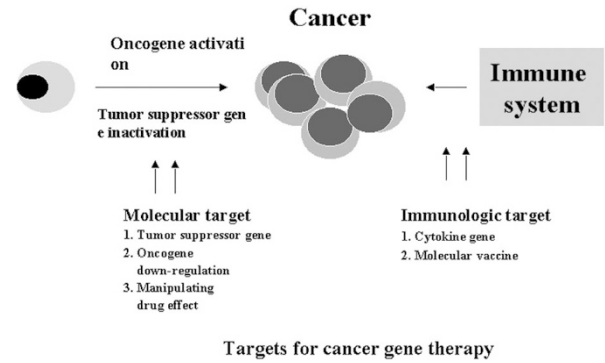 Cancer
Oncogene activati
on
Tumor suppressor gen
e inactivation
Immune
system
Molecular target
1. Tumor suppressor gene
2. Oncogene
down-regulation
3. Manipulating
drug effect
Immunologic target
1. Cytokine gene
2. Molecular vaccine
Targets for cancer gene therapy